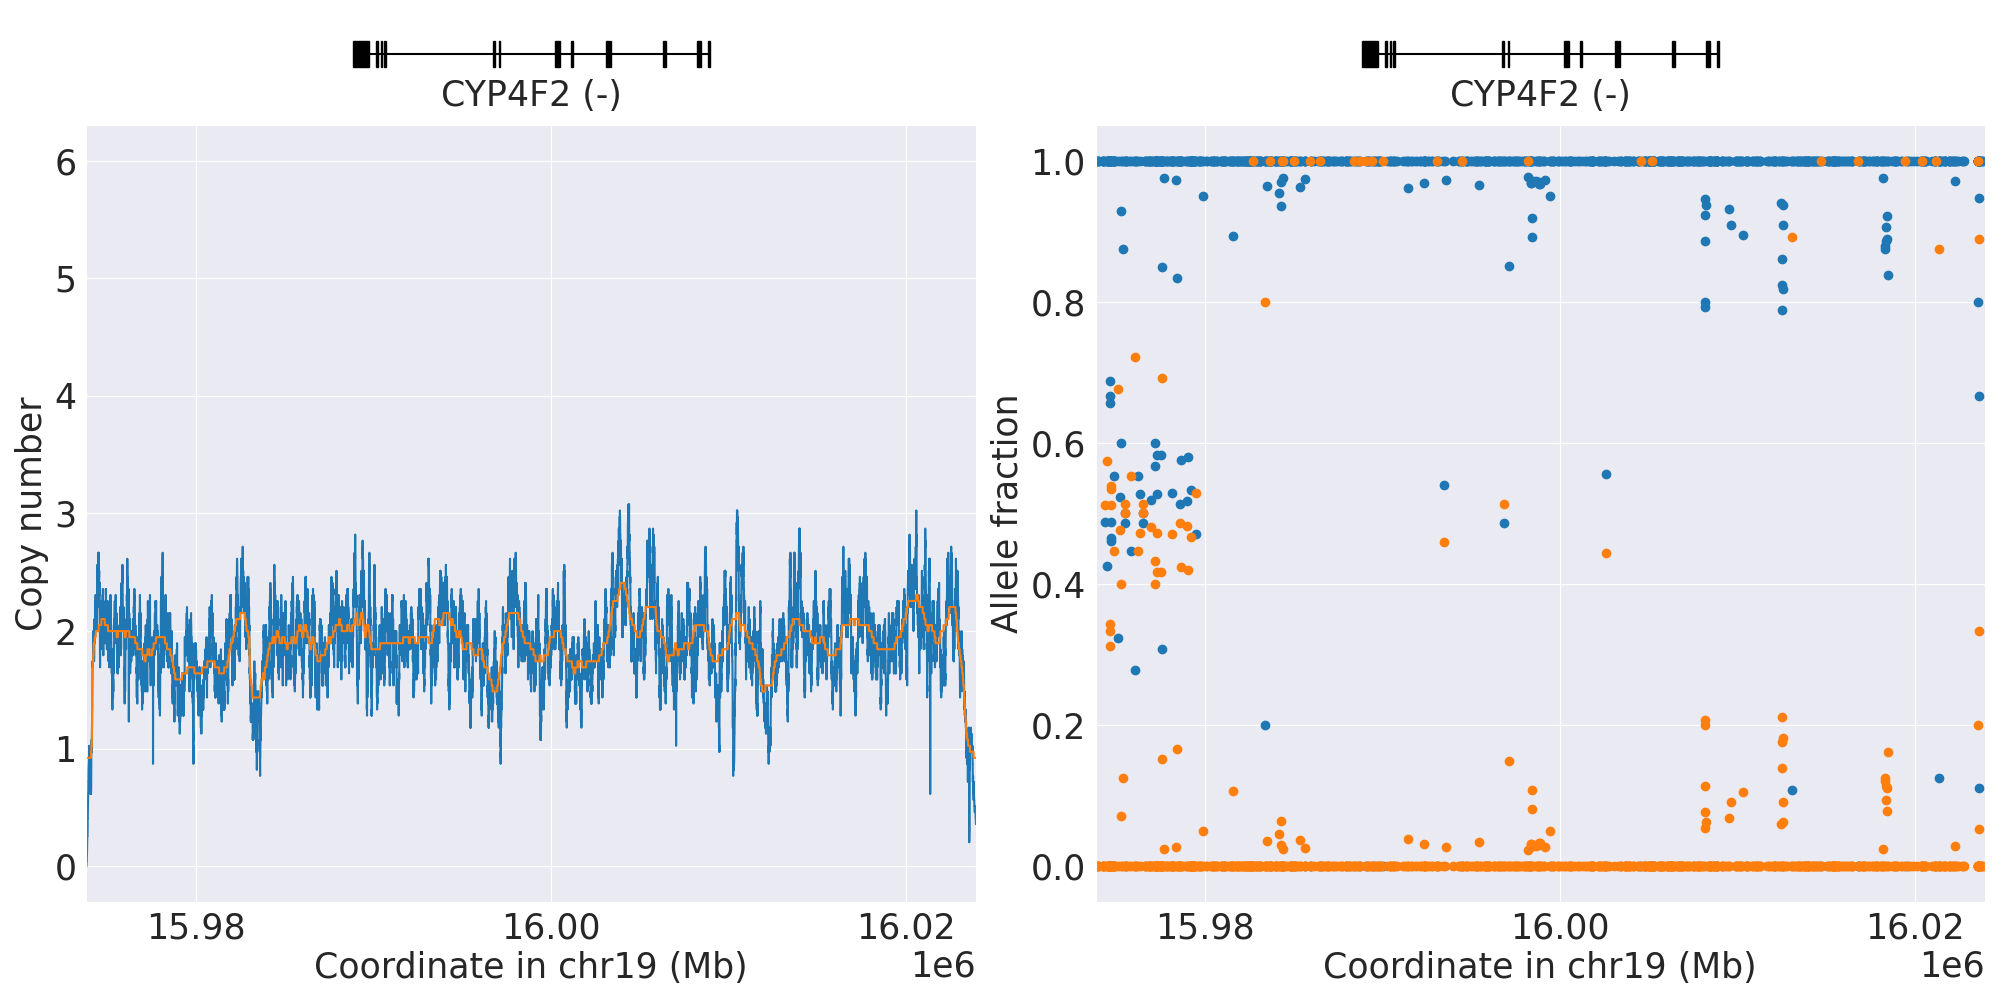 CYP4F2 (-)
6
5
4
3
2
1
0
Copy number
15.98
16.00
16.02
Coordinate in chr19 (Mb)
1e6
CYP4F2 (-)
1.0
0.8
0.6
0.4
0.2
0.0
Allele fraction
15.98
16.00
16.02
Coordinate in chr19 (Mb)
1e6